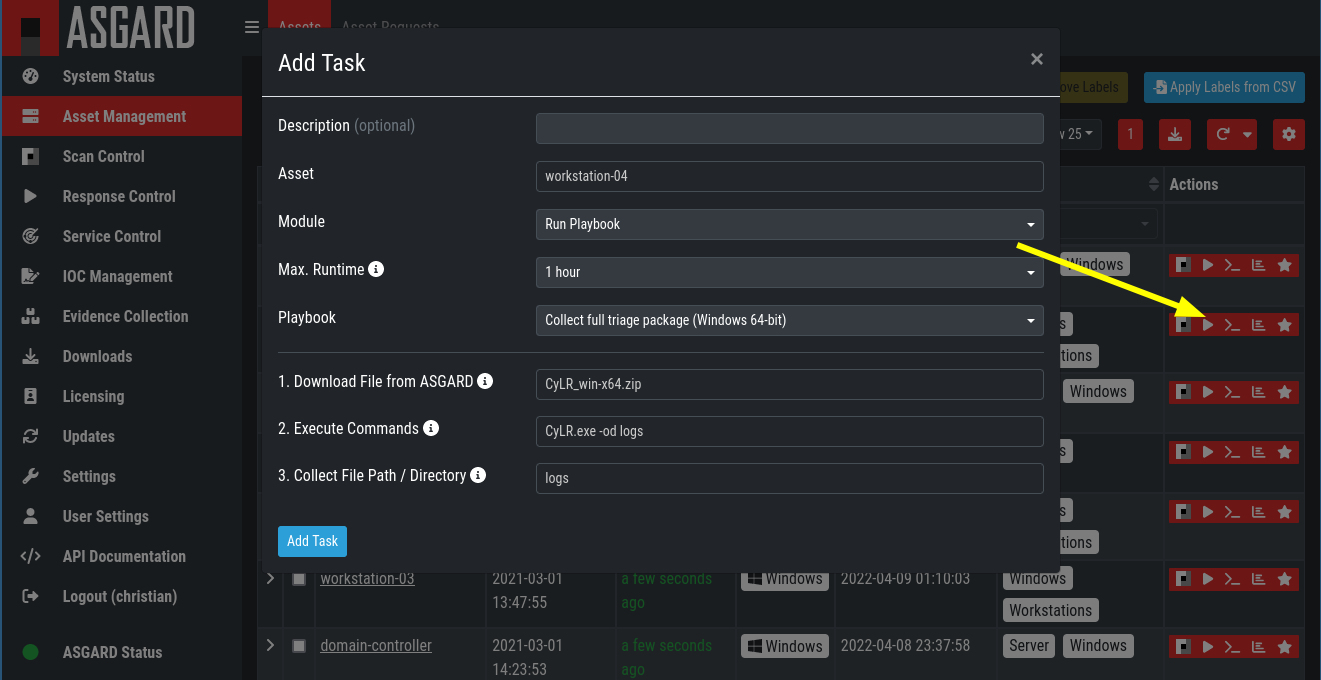 ASGARD
Assets
Asset Requests
System Status
Asset Management
Scan Control
Response Control
Service Control
IOC Management
Evidence Collection
Downloads
Licensing
Updates
Settings
User Settings
API Documentation
Logout (christian)
ASGARD Status
Add Task
×
Description (optional)
Asset
workstation-04
Module
Run Playbook
Max. Runtime
1 hour
Playbook
Collect full triage package (Windows 64-bit)
1. Download File from ASGARD
CyLR_win-x64.zip
2. Execute Commands
CyLR.exe -od logs
3. Collect File Path / Directory
logs
Add Task
Labels
Apply Labels from CSV
25
1
Actions
Windows
Windows
workstation-03
2021-03-01
13:47:55
a few seconds
ago
Windows
2022-04-09 01:10:03
Windows
Workstations
domain-controller
2021-03-01
14:23:53
a few seconds
ago
Windows
2022-04-08 23:37:58
Server
Windows